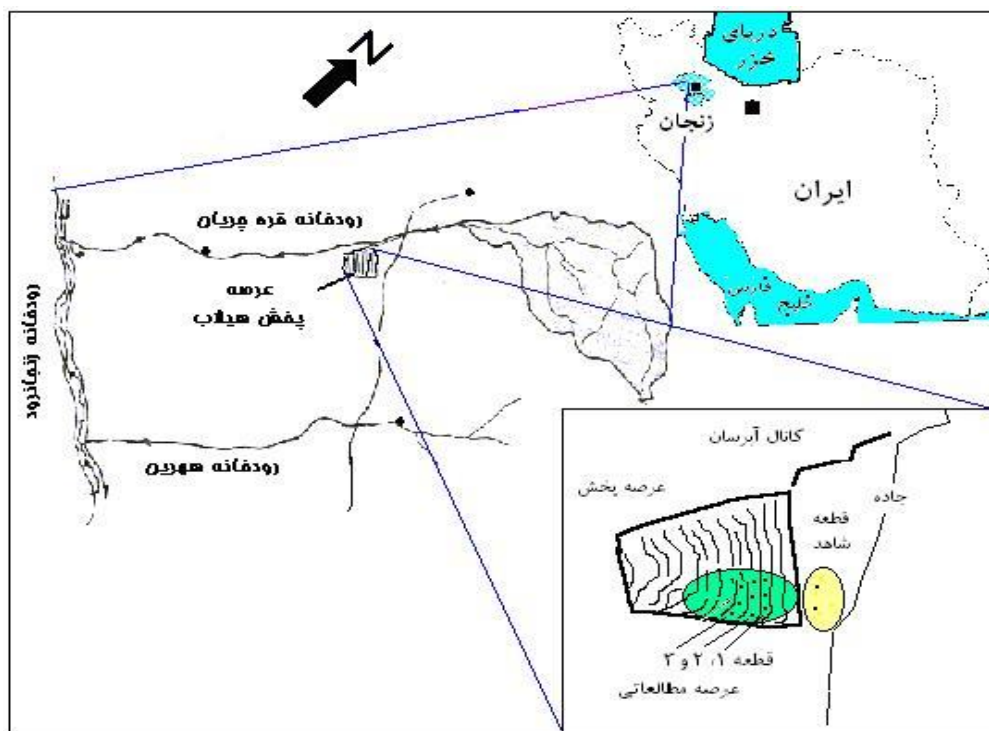 N
دریای
خزر
زنجان
ایران
خلیج فارس
رودخانه قره چریان
عرصه
پخش سیلاب
رودخانه زنجانرود
رودخانه سهرین
کانال آبرسان
عرصه پخش
جاده
قطعه
شاهد
قطعه ۱، ۲ و ۳
عرصه مطالعاتی